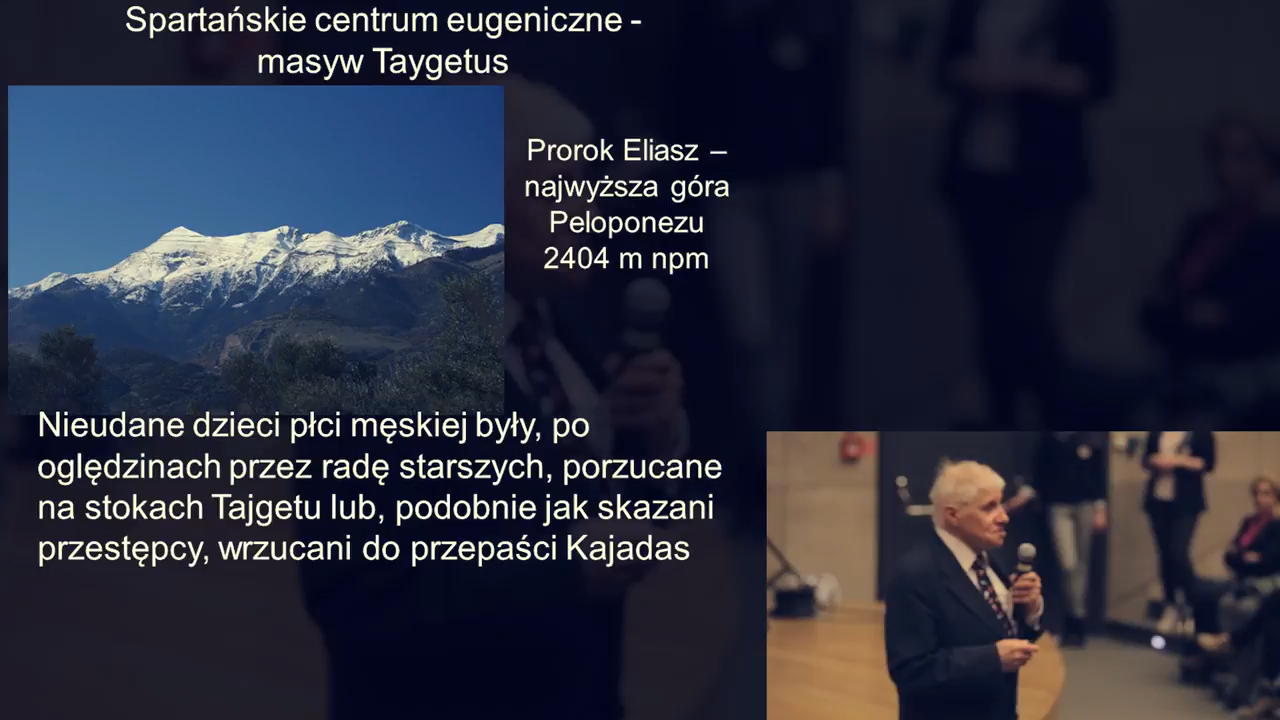 Spartańskie centrum eugeniczne -
masyw Taygetus
Prorok Eliasz –
najwyższa góra
Peloponezu
2404 m npm
Nieudane dzieci płci męskiej były, po
oględzinach przez radę starszych, porzucane
na stokach Tajgetu lub, podobnie jak skazani
przestępcy, wrzucani do przepaści Kajadas